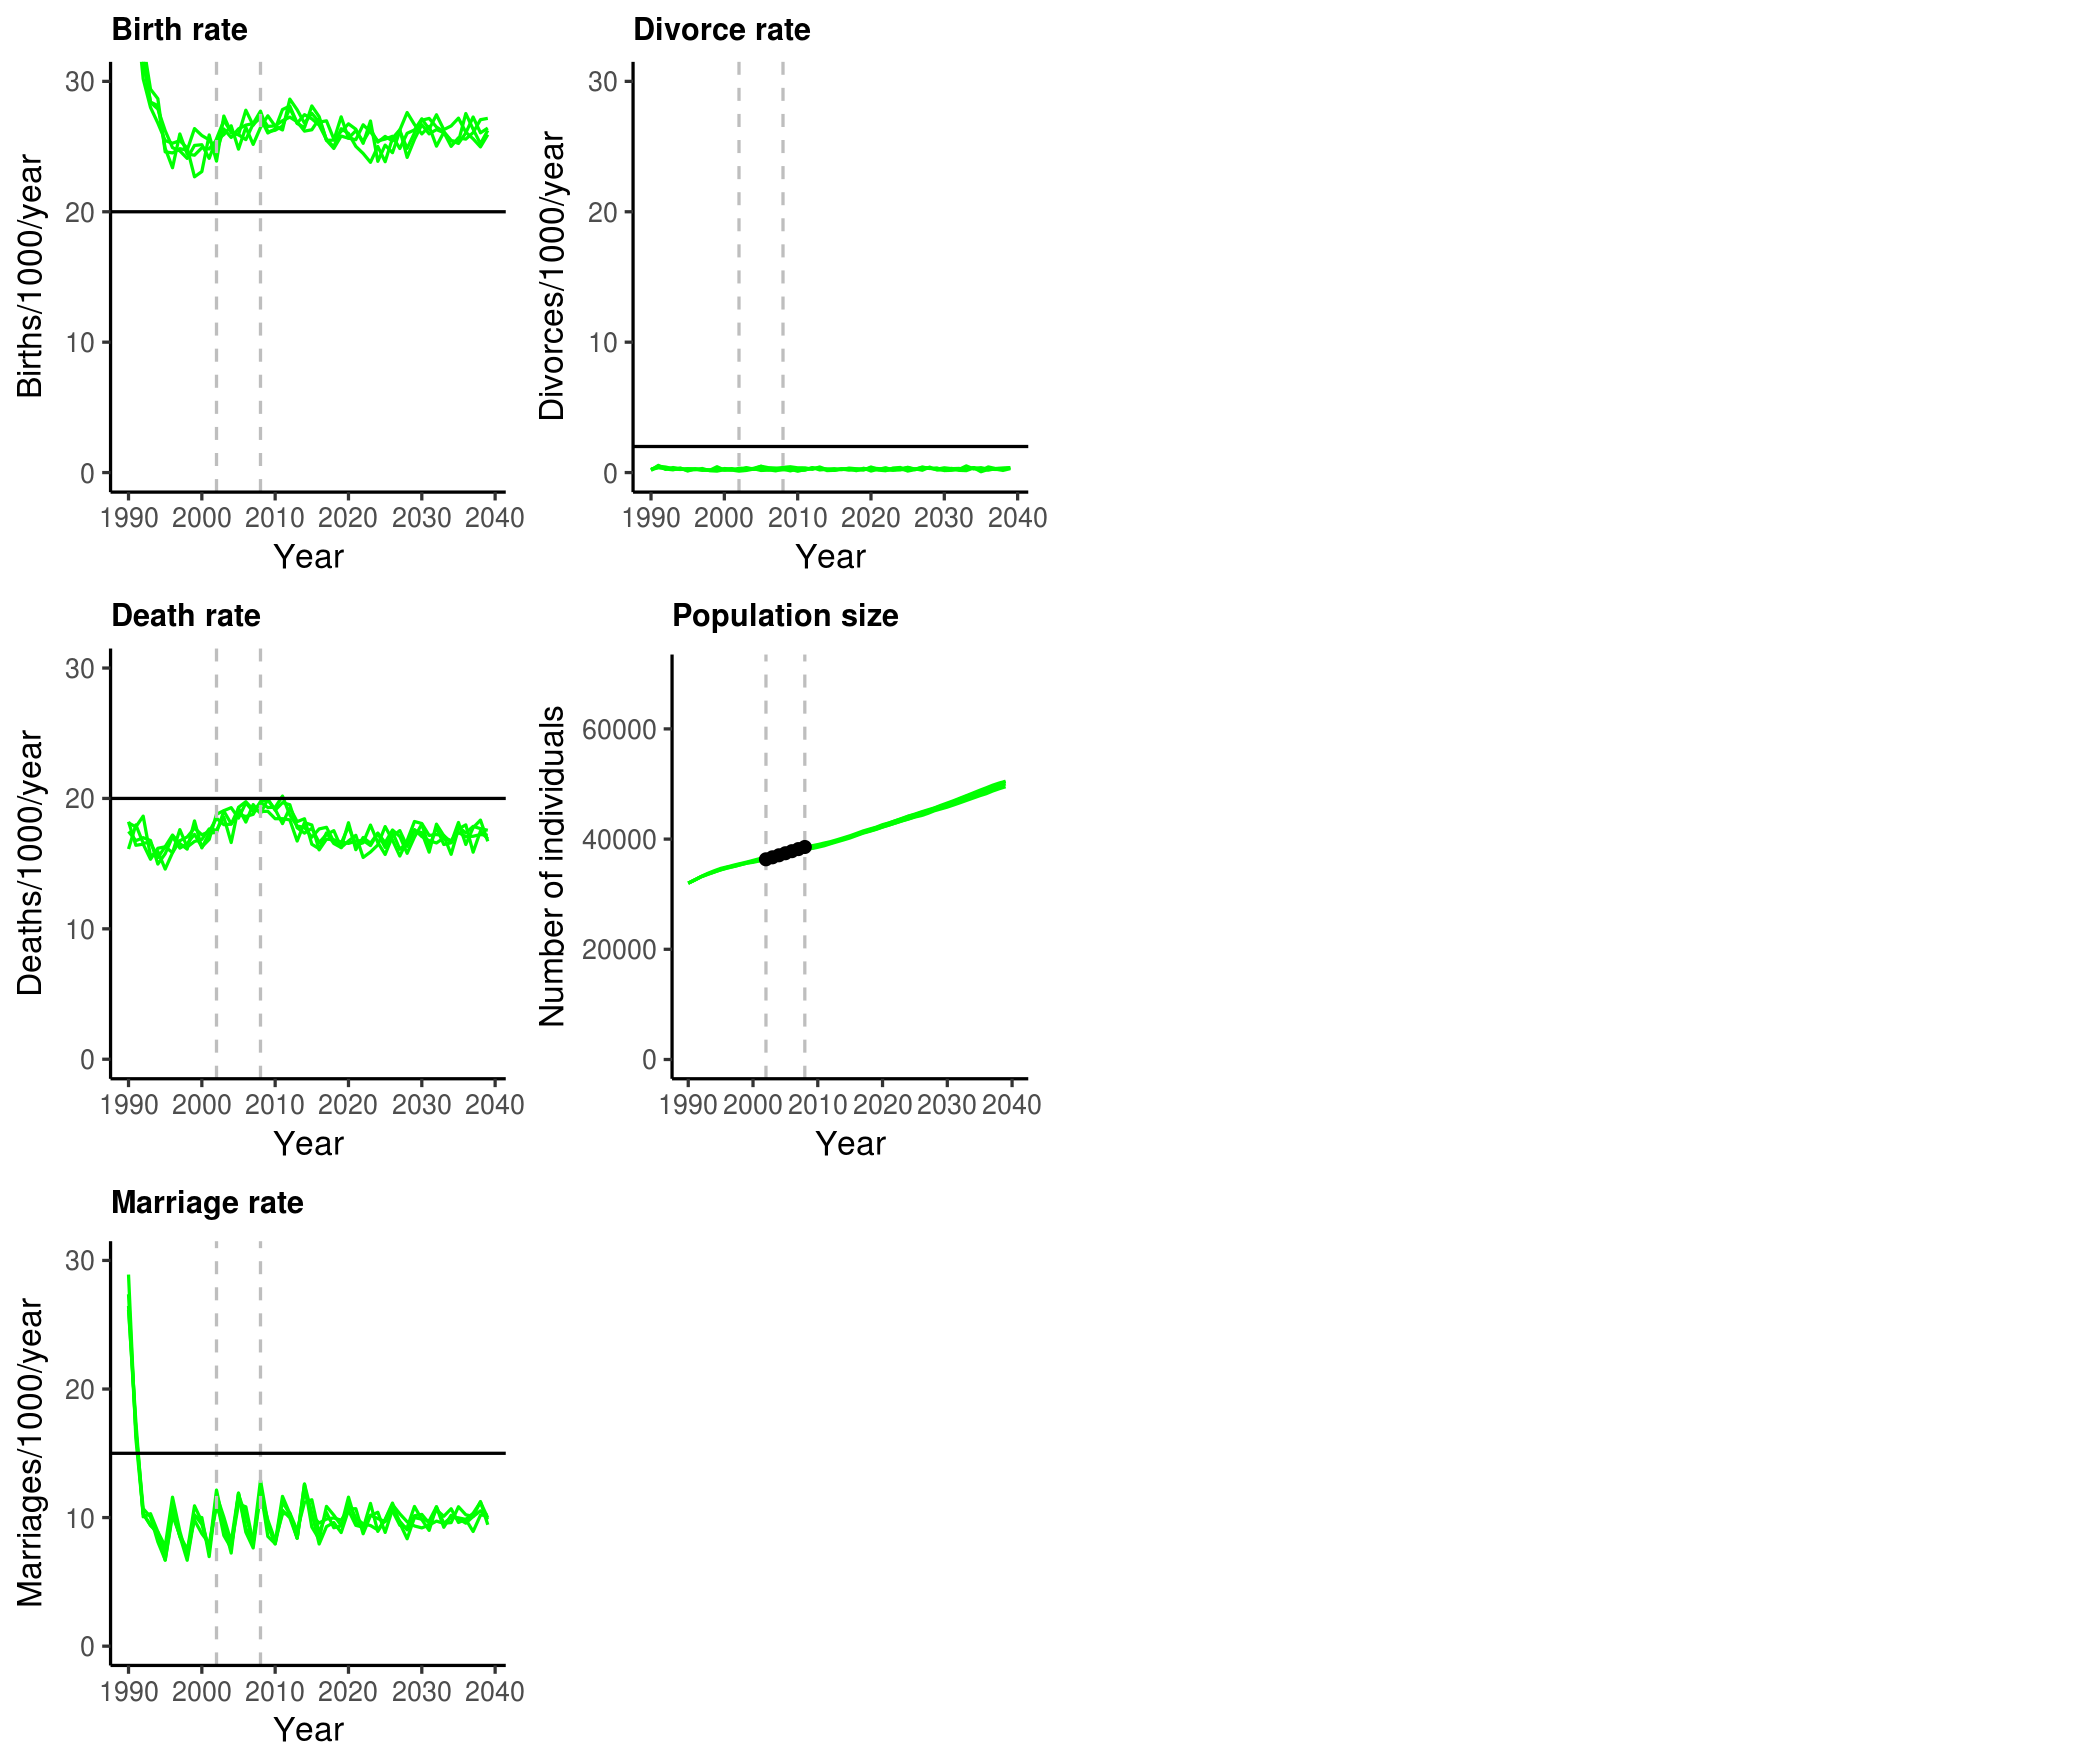 Birth rate
Births/1000/year
30
20
10
0
1990 2000 2010 2020 2030 2040
Year
Divorce rate
Divorces/1000/year
30
20
10
0
1990 2000 2010 2020 2030 2040
Year
Death rate
Deaths/1000/year
30
20
10
0
1990 2000 2010 2020 2030 2040
Year
Population size
Number of individuals
60000
40000
20000
0
1990 2000 2010 2020 2030 2040
Year
Marriage rate
Marriages/1000/year
30
20
10
0
1990 2000 2010 2020 2030 2040
Year